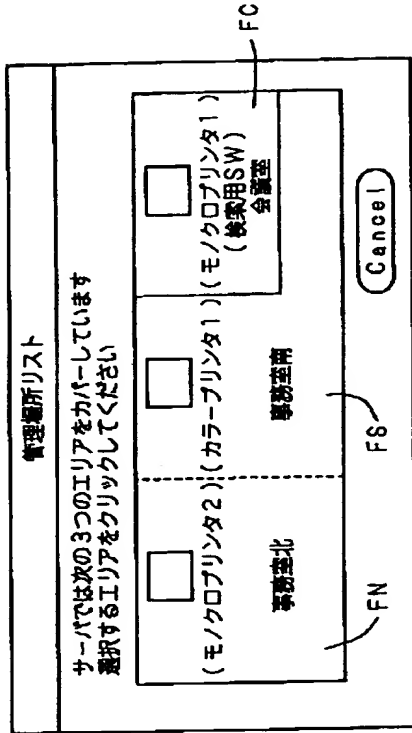 管理場所リスト
サーバでは次の3つのエリアをカバーしています
選択するエリアをクリックしてください
(モノクロプリンタ2)
事務室北
(カラープリンタ1)
事務室南
(モノクロプリンタ1)
(検索用SW)
会議室
Cancel
FN
FS
FC